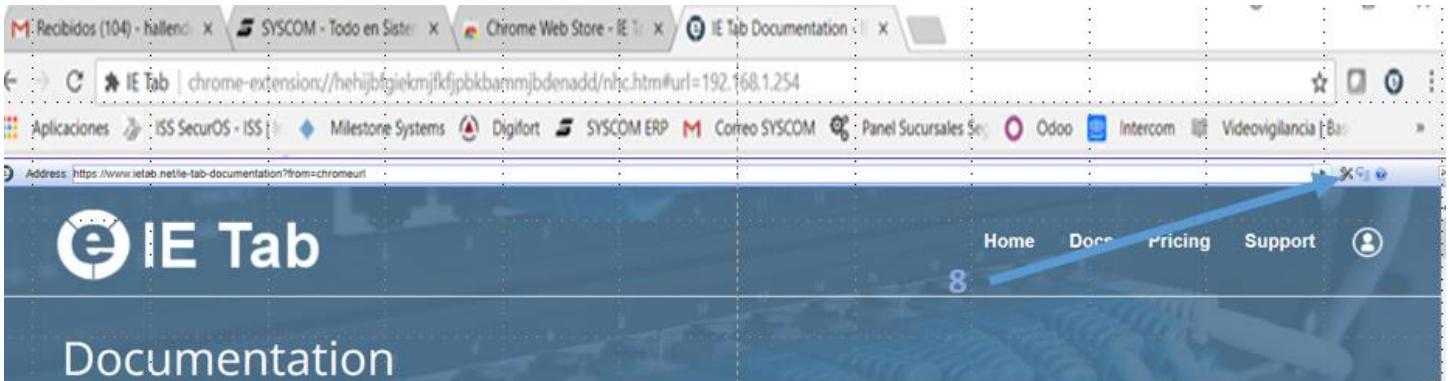 Recibidos (104) - hallend × SYSCOM - Todo en Sister × Chrome Web Store - IE T × IE Tab Documentation - ×
IE Tab | chrome-extension://hehijbfgiekmjfkfjpbkbammjbdenadd/nhc.htm#url=192.168.1.254
Aplicaciones ISS SecurOS - ISS | Milestone Systems Digifort SYSCOM ERP Correo SYSCOM Panel Sucursales Se Odoo Intercom Videovigilancia | Bas »
Address: https://www.ietab.net/ie-tab-documentation?from=chromeurl
e IE Tab
Home Docs Pricing Support
8
Documentation